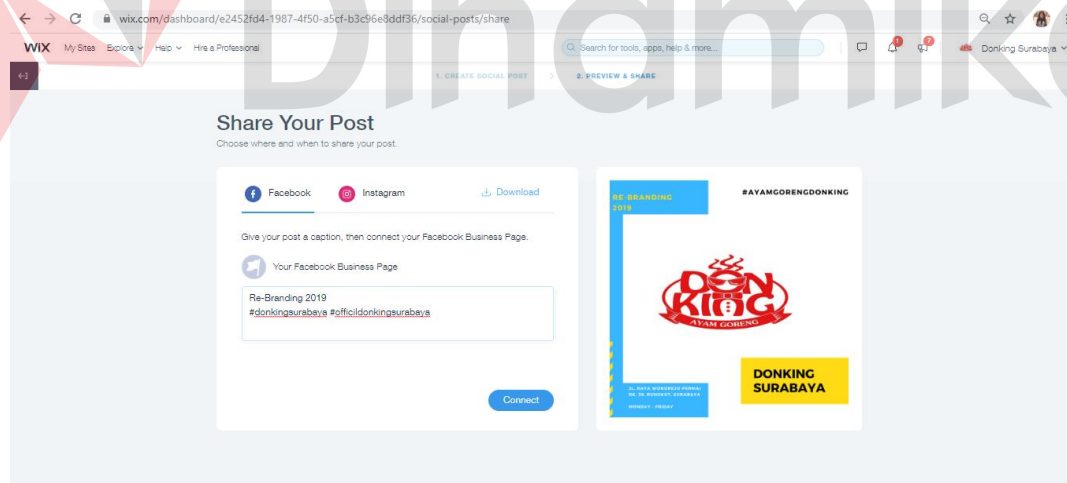 wix.com/dashboard/e2452fd4-1987-4f50-a5cf-b3c96e8ddf36/social-posts/share
WiX My Sites Explore Help Hire a Professional Search for tools, apps, help & more... 1 7 Donking Surabaya
Dinamika
1. CREATE SOCIAL POST > 2. PREVIEW & SHARE
Share Your Post
Choose where and when to share your post.
Facebook Instagram Download
Give your post a caption, then connect your Facebook Business Page.
Your Facebook Business Page
Re-Branding 2019
#donkingsurabaya #officildonkingsurabaya
Connect
RE-BRANDING
2019
#AYAMGORENGDONKING
DON
KING
AYAM GORENG
DONKING
SURABAYA
MONDAY - FRIDAY